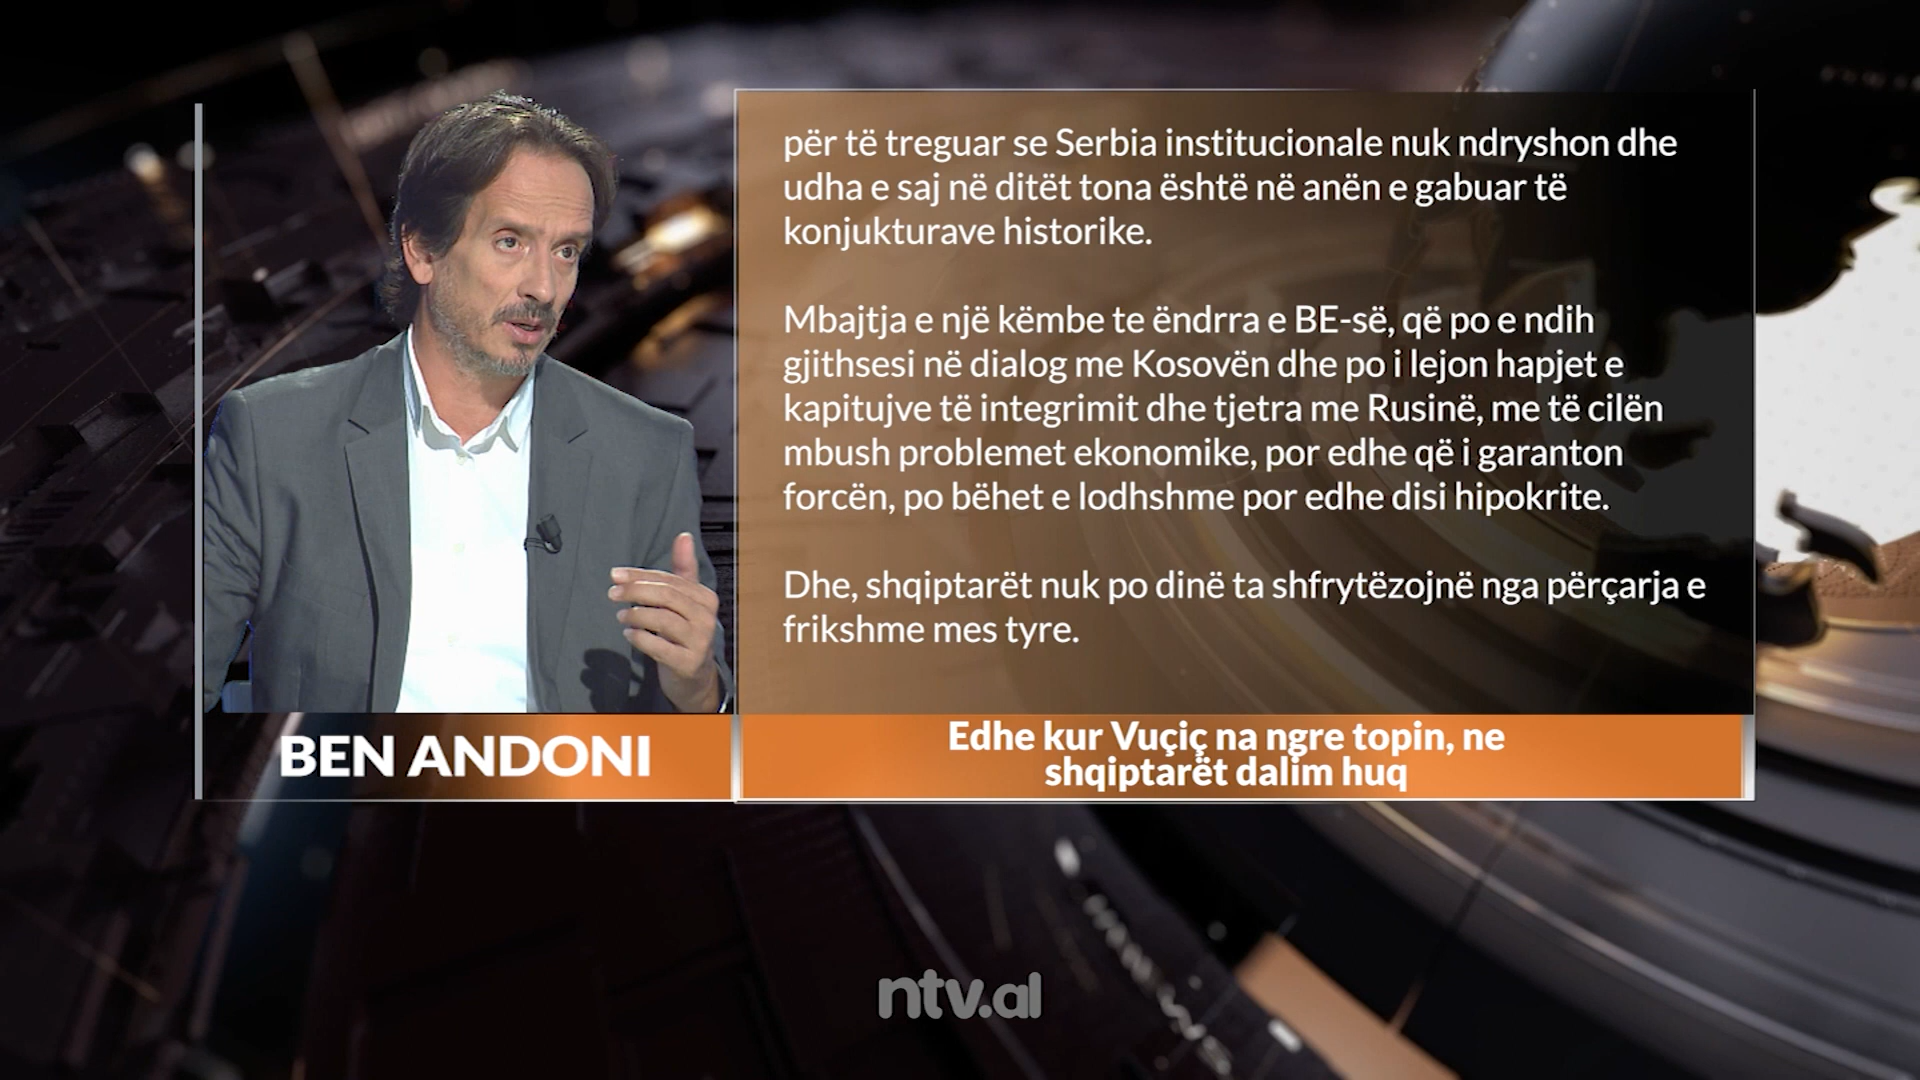 për të treguar se Serbia institucionale nuk ndryshon dhe
udha e saj në ditët tona është në anën e gabuar të
konjukturave historike.
Mbajtja e një këmbe te ëndrra e BE-së, që po e ndih
gjithsesi në dialog me Kosovën dhe po i lejon hapjet e
kapitujve të integrimit dhe tjetra me Rusinë, me të cilën
mbush problemet ekonomike, por edhe që i garanton
forcën, po bëhet e lodhshme por edhe disi hipokrite.
Dhe, shqiptarët nuk po dinë ta shfrytëzojnë nga përçarja e
frikshme mes tyre.
BEN ANDONI
Edhe kur Vuçiç na ngre topin, ne
shqiptarët dalim huq
ntv.al